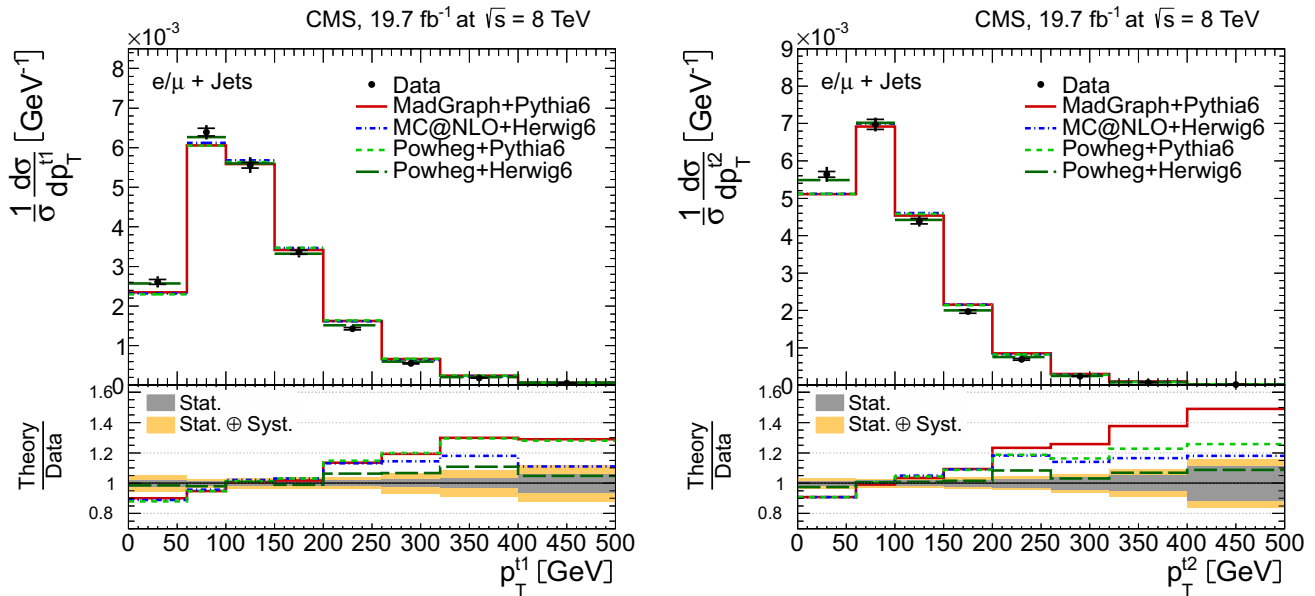 CMS, 19.7 fb⁻¹ at √s = 8 TeV
×10⁻³
e/μ + Jets
Data
MadGraph+Pythia6
MC@NLO+Herwig6
Powheg+Pythia6
Powheg+Herwig6
1/σ dσ/dp_T^t1 [GeV⁻¹]
8
7
6
5
4
3
2
1
0
Stat.
Stat. ⊕ Syst.
Theory
Data
1.6
1.4
1.2
1
0.8
0 50 100 150 200 250 300 350 400 450 500
p_T^t1 [GeV]
CMS, 19.7 fb⁻¹ at √s = 8 TeV
×10⁻³
e/μ + Jets
Data
MadGraph+Pythia6
MC@NLO+Herwig6
Powheg+Pythia6
Powheg+Herwig6
1/σ dσ/dp_T^t2 [GeV⁻¹]
9
8
7
6
5
4
3
2
1
0
Stat.
Stat. ⊕ Syst.
Theory
Data
1.6
1.4
1.2
1
0.8
0 50 100 150 200 250 300 350 400 450 500
p_T^t2 [GeV]